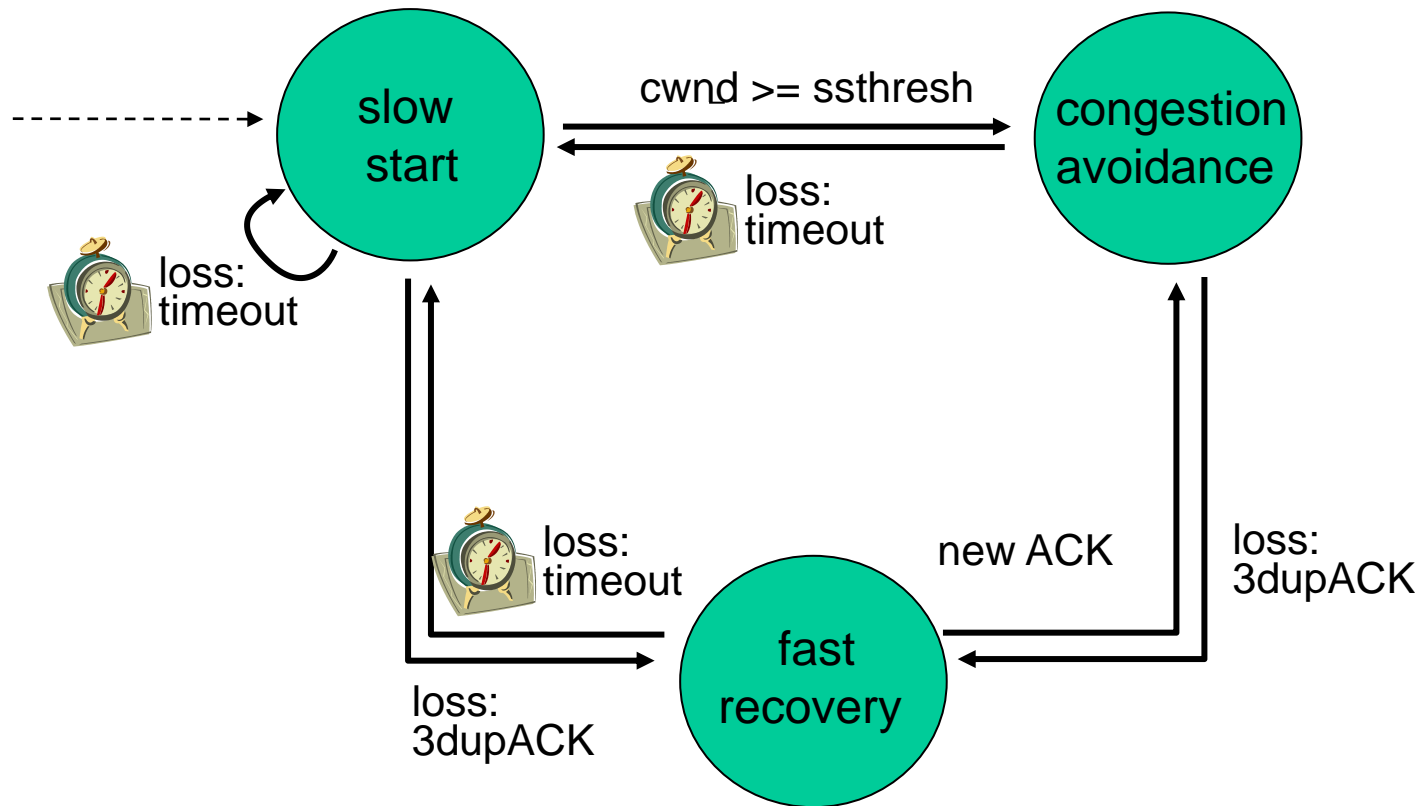 slow
start
cwnd >= ssthresh
congestion
avoidance
loss:
timeout
loss:
timeout
loss:
timeout
new ACK
loss:
3dupACK
fast
recovery
loss:
3dupACK